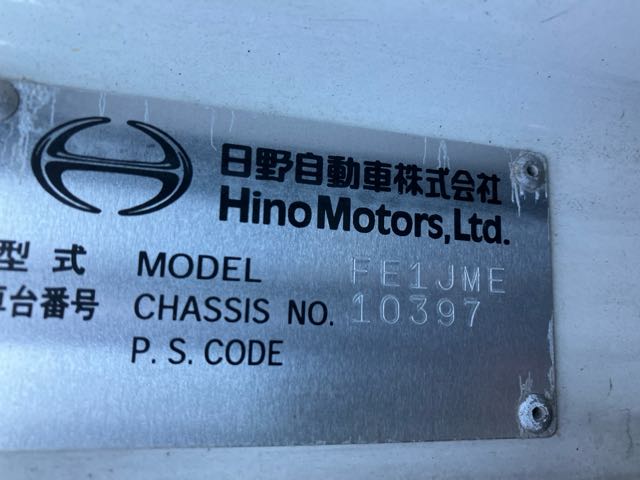 日野自動車株式会社
Hino Motors, Ltd.
型式 MODEL FE1JME
車台番号 CHASSIS NO. 10397
P. S. CODE